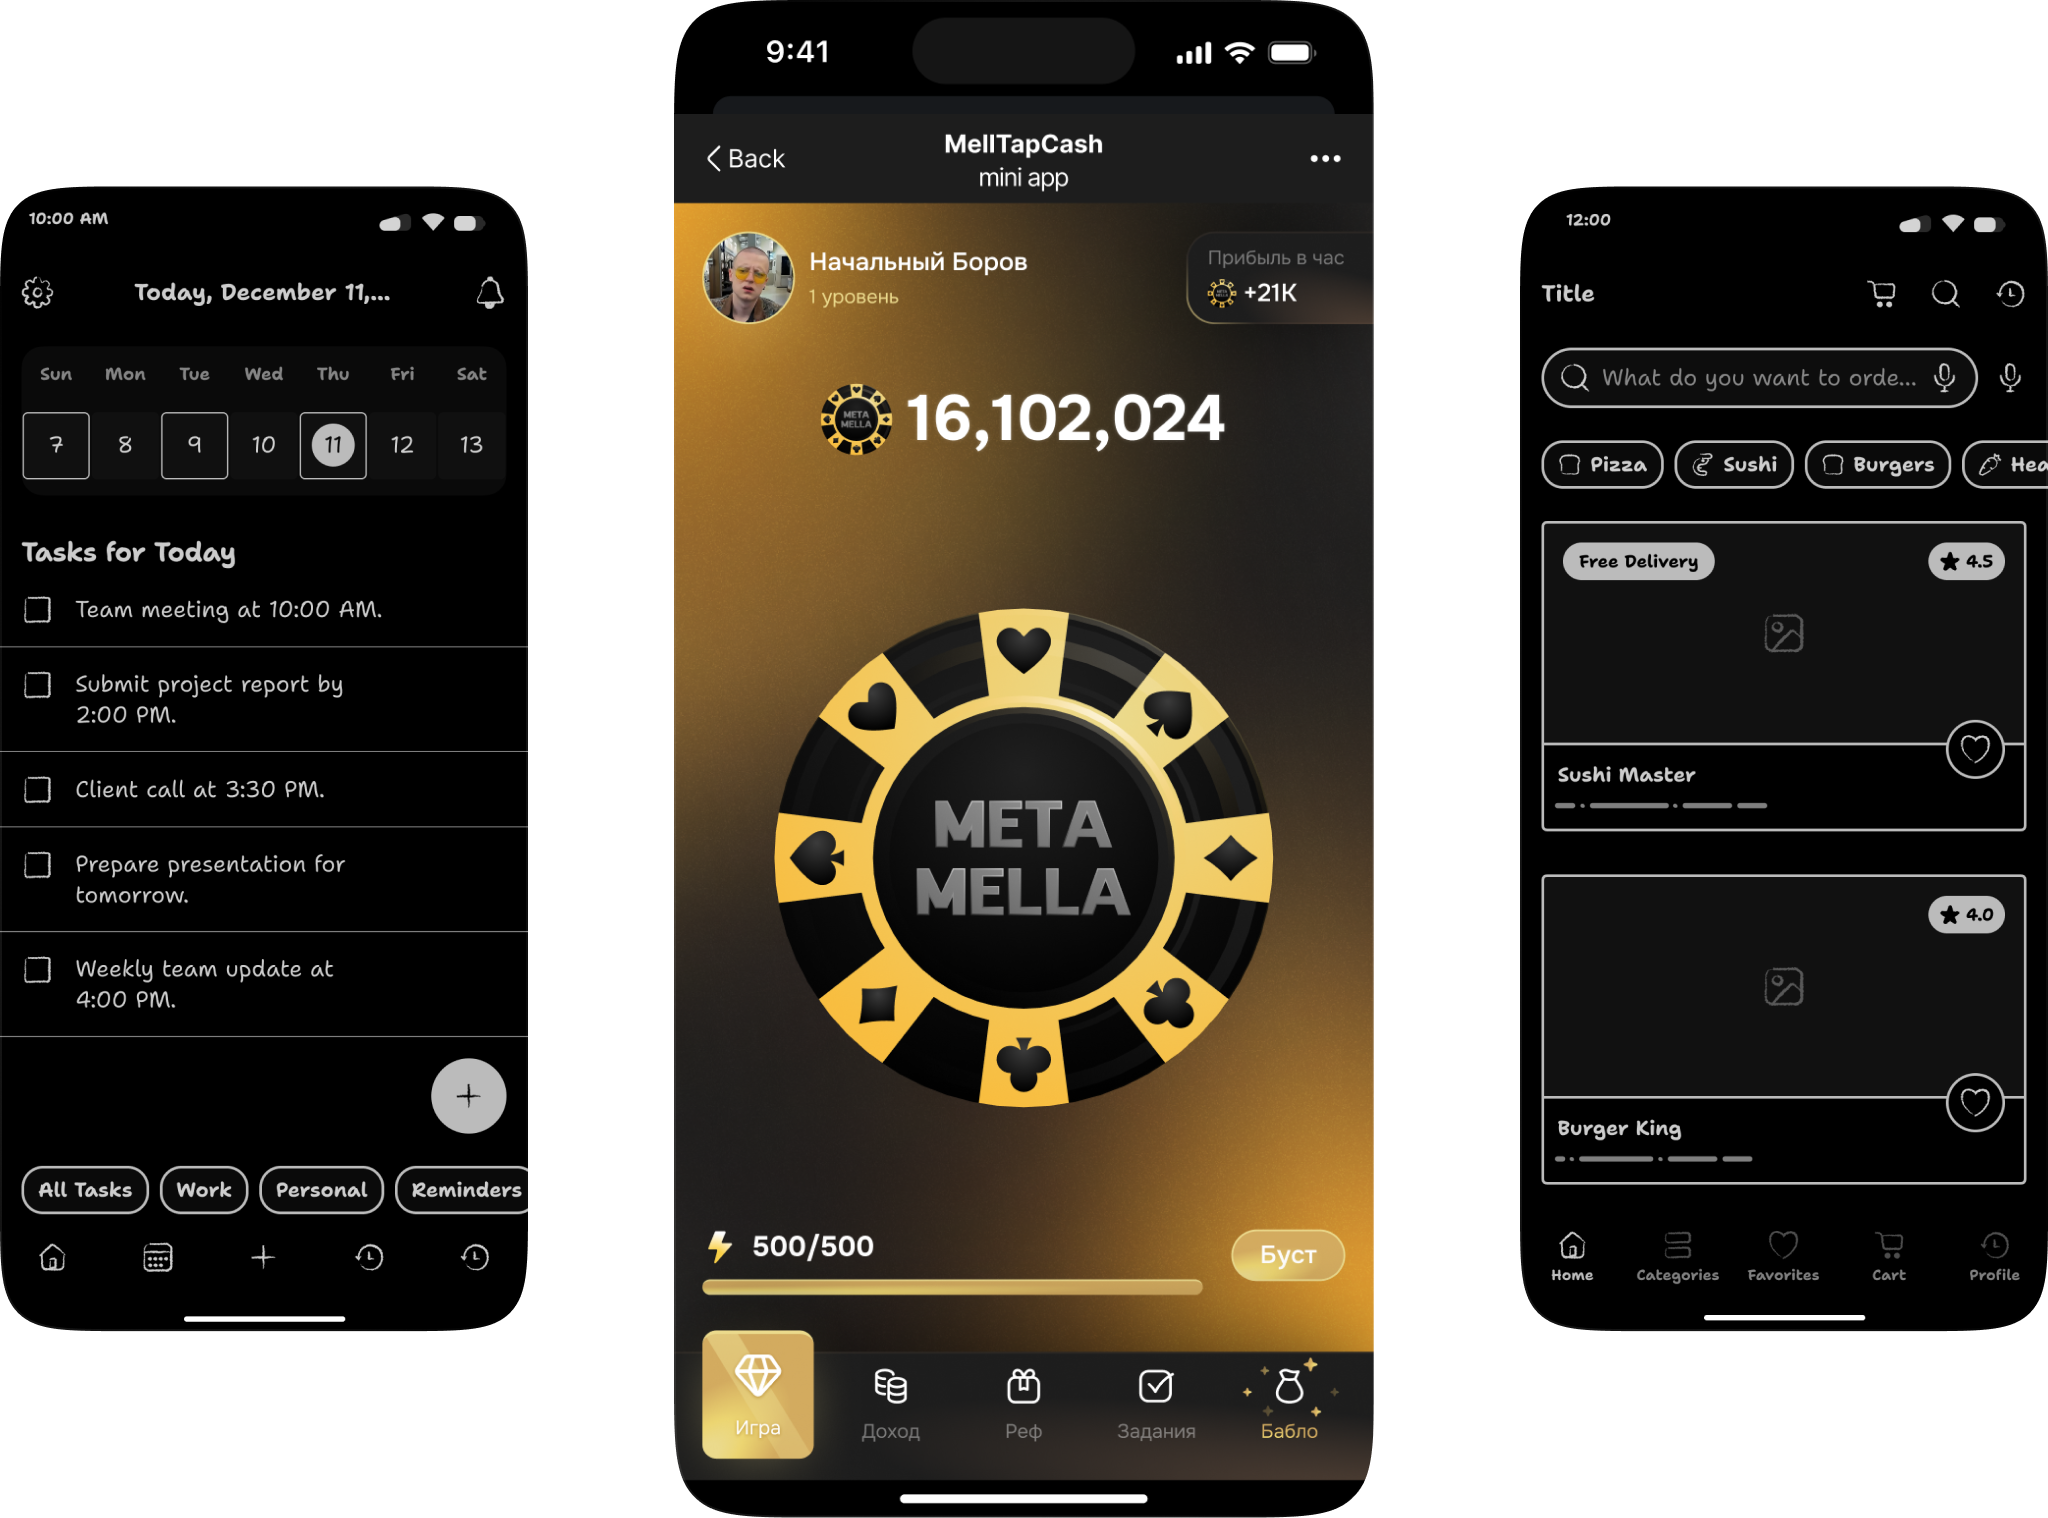 10:00 AM
Today, December 11,...
Sun Mon Tue Wed Thu Fri Sat
7 8 9 10 11 12 13
Tasks for Today
Team meeting at 10:00 AM.
Submit project report by
2:00 PM.
Client call at 3:30 PM.
Prepare presentation for
tomorrow.
Weekly team update at
4:00 PM.
All Tasks Work Personal Reminders
9:41
Back
MellTapCash
mini app
Начальный Боров
1 уровень
Прибыль в час
+21K
META
MELLA
16,102,024
META
MELLA
500/500
Буст
Игра Доход Реф Задания Бабло
12:00
Title
What do you want to orde...
Pizza Sushi Burgers Hea
Free Delivery 4.5
Sushi Master
4.0
Burger King
Home Categories Favorites Cart Profile